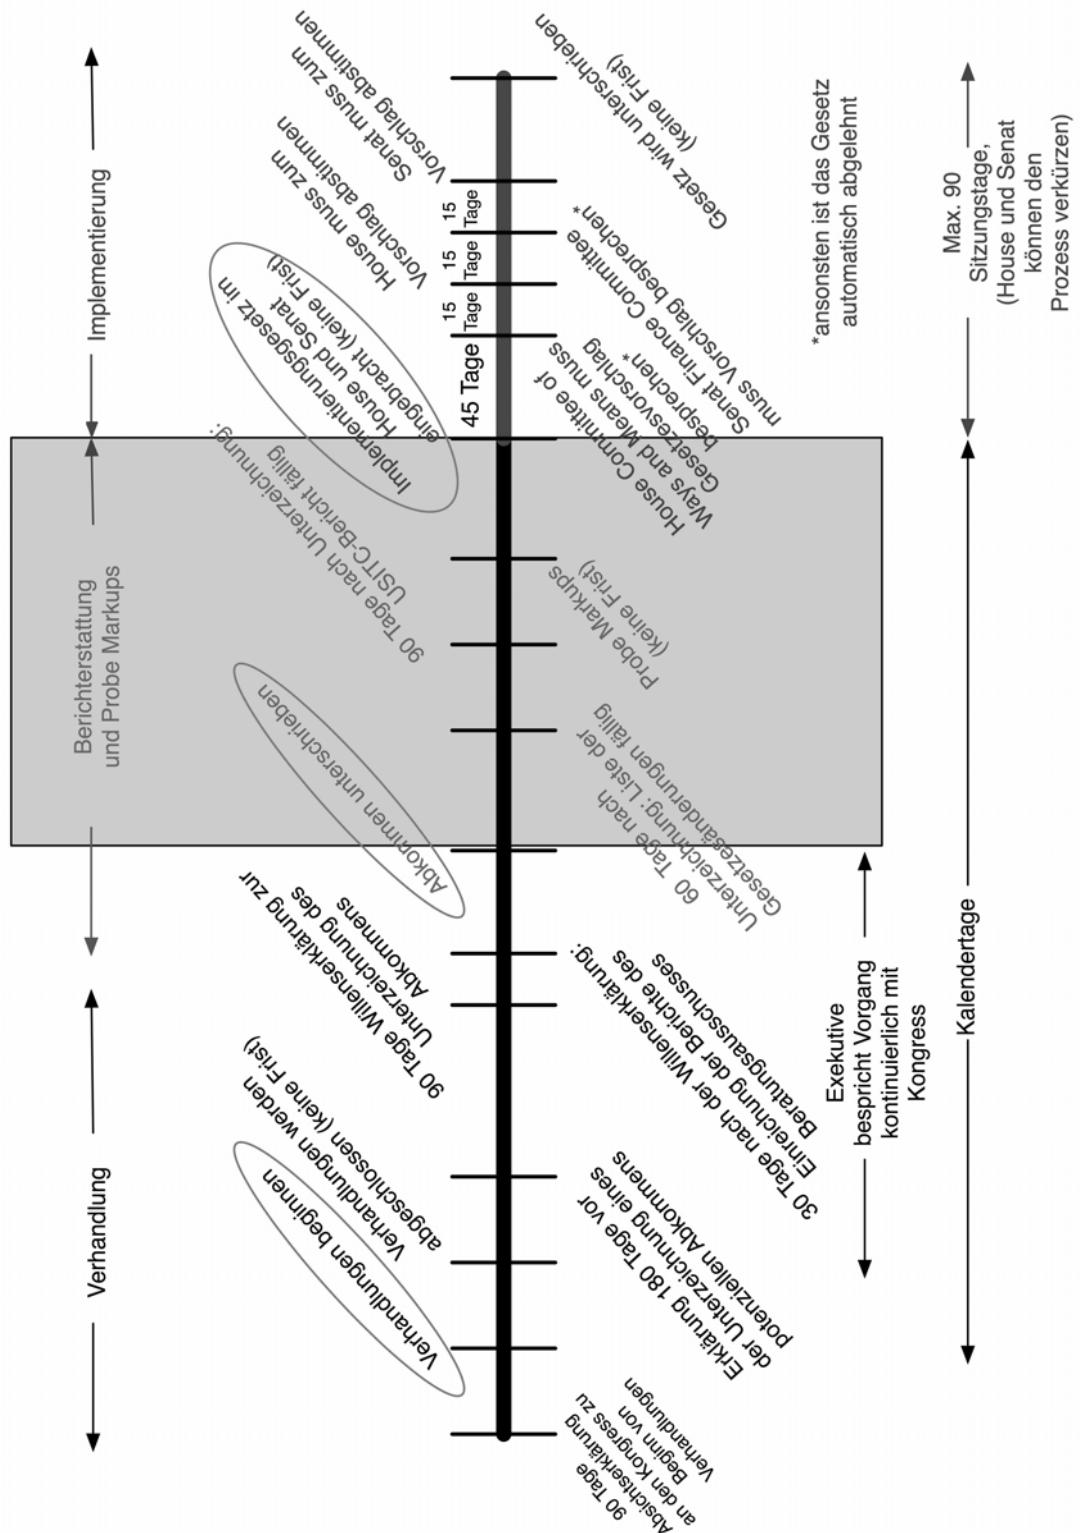 Verhandlung
Berichterstattung
und Probe Markups
Implementierung
Verhandlungen beginnen
Verhandlungen werden
abgeschlossen (keine Frist)
90 Tage Willenserklärung zur
Unterzeichnung des
Abkommens
Abkommen unterschrieben
90 Tage nach Unterzeichnung:
USITC-Bericht fällig
Implementierungsgesetz im
House und Senat
eingebracht (keine Frist)
House muss zum
Vorschlag abstimmen
Senat muss zum
Vorschlag abstimmen
45 Tage
15
Tage
15
Tage
15
Tage
90 Tage
Absichtserklärung
an den Kongress zu
Beginn von
Verhandlungen
Erklärung 180 Tage vor
der Unterzeichnung eines
potenziellen Abkommens
30 Tage nach der Willenserklärung:
Einreichung der Berichte des
Beratungsausschusses
60 Tage nach
Unterzeichnung: Liste der
Gesetzesänderungen fällig
Probe Markups
(keine Frist)
House Committee of
Ways and Means muss
Gesetzesvorschlag
besprechen*
Senat Finance Committee
muss Vorschlag besprechen*
Gesetz wird unterschrieben
(keine Frist)
*ansonsten ist das Gesetz
automatisch abgelehnt
Exekutive
bespricht Vorgang
kontinuierlich mit
Kongress
Kalendertage
Max. 90
Sitzungstage,
(House und Senat
können den
Prozess verkürzen)